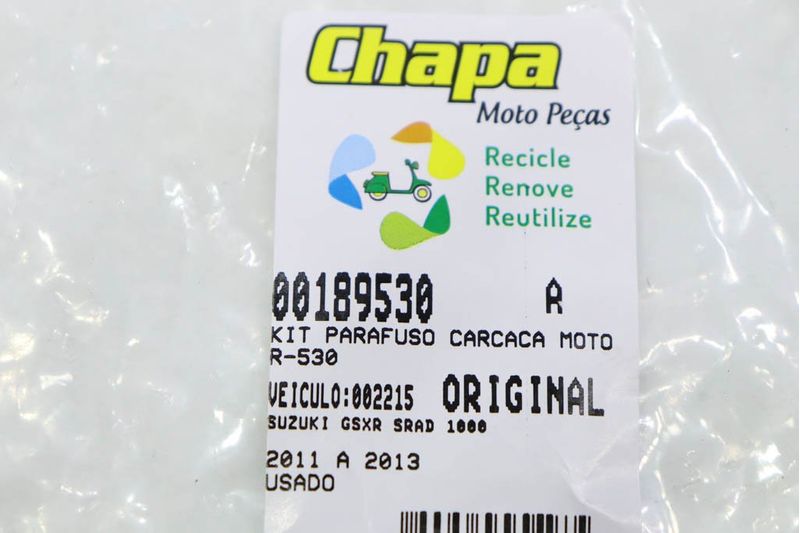 Chapa
Moto Peças
Recicle
Renove
Reutilize
00189530 A
KIT PARAFUSO CARCACA MOTO
R-530
VEICULO:002215 ORIGINAL
SUZUKI GSXR SRAD 1000
2011 A 2013
USADO